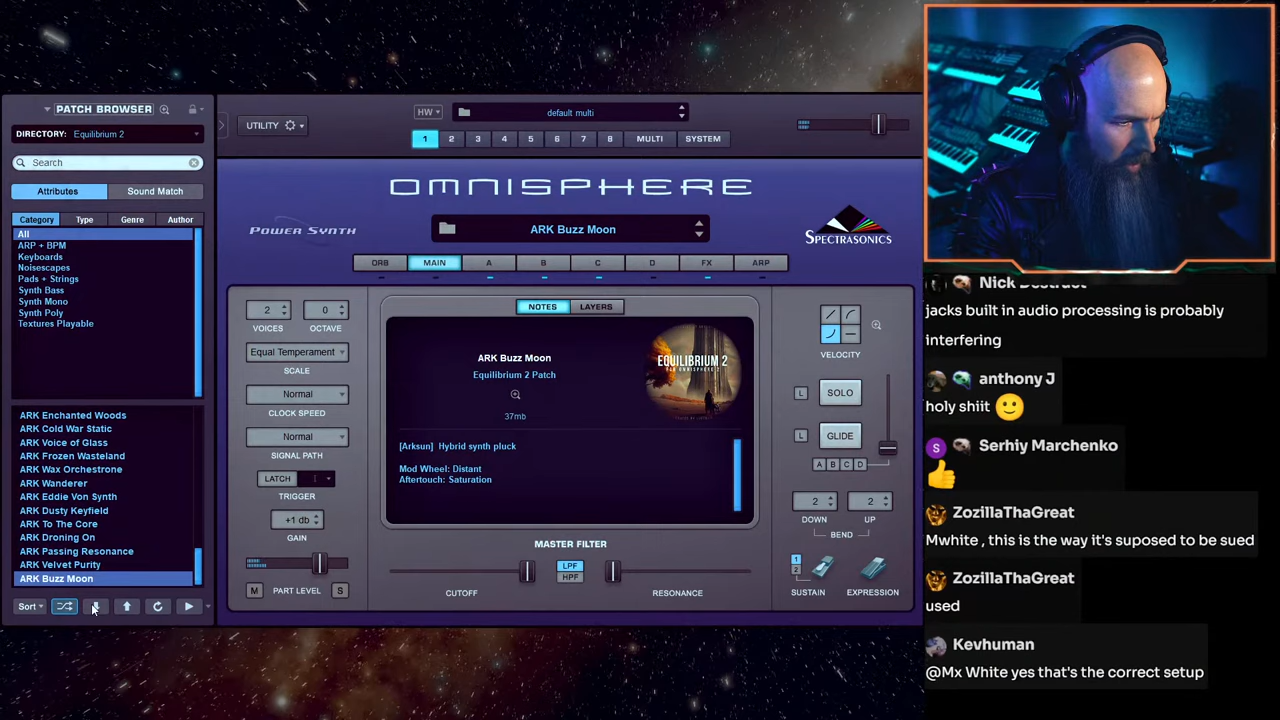 PATCH BROWSER
DIRECTORY: Equilibrium 2
Search
Attributes
Sound Match
Category
Type
Genre
Author
All
ARP + BPM
Keyboards
Noisescapes
Pads + Strings
Synth Bass
Synth Mono
Synth Poly
Textures Playable
ARK Enchanted Woods
ARK Cold War Static
ARK Voice of Glass
ARK Frozen Wasteland
ARK Wax Orchestrone
ARK Wanderer
ARK Eddie Von Synth
ARK Dusty Keyfield
ARK To The Core
ARK Droning On
ARK Passing Resonance
ARK Velvet Purity
ARK Buzz Moon
Sort
UTILITY
HW
default multi
1 2 3 4 5 6 7 8 MULTI SYSTEM
OMNISPHERE
POWER SYNTH
ARK Buzz Moon
SPECTRASONICS
ORB MAIN A B C D FX ARP
2
VOICES
0
OCTAVE
Equal Temperament
SCALE
Normal
CLOCK SPEED
Normal
SIGNAL PATH
LATCH
TRIGGER
+1 db
GAIN
M PART LEVEL S
NOTES
LAYERS
ARK Buzz Moon
Equilibrium 2 Patch
37mb
EQUILIBRIUM 2
[Arksun] Hybrid synth pluck
Mod Wheel: Distant
Aftertouch: Saturation
MASTER FILTER
LPF
HPF
CUTOFF
RESONANCE
VELOCITY
L SOLO
L GLIDE
A B C D
2
DOWN
2
UP
BEND
1
2
SUSTAIN
EXPRESSION
Nick Destruct
jacks built in audio processing is probably
interfering
anthony J
holy shiit
Serhiy Marchenko
ZozillaThaGreat
Mwhite , this is the way it's suposed to be sued
ZozillaThaGreat
used
Kevhuman
@Mx White yes that's the correct setup